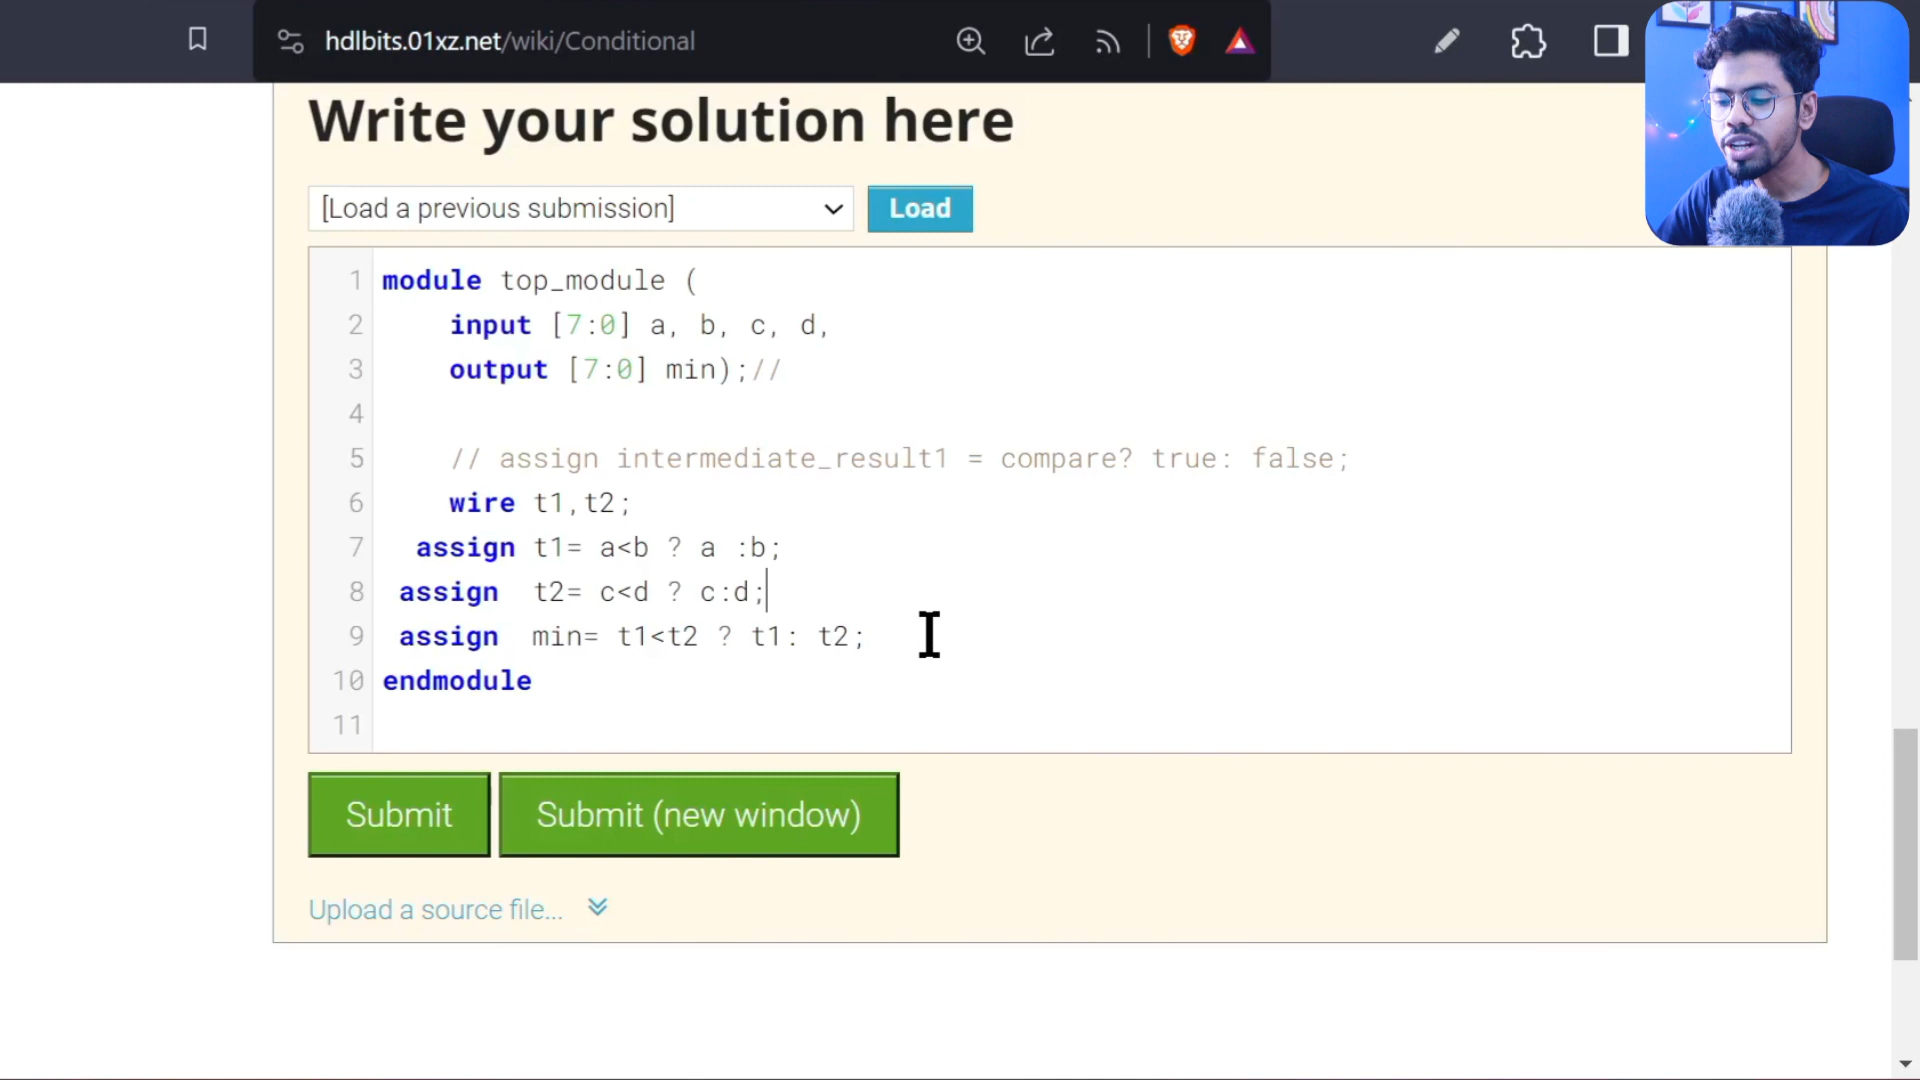 hdlbits.01xz.net/wiki/Conditional
Write your solution here
[Load a previous submission]
Load
1 module top_module (
2 input [7:0] a, b, c, d,
3 output [7:0] min);//
4
5 // assign intermediate_result1 = compare? true: false;
6 wire t1,t2;
7 assign t1= a<b ? a :b;
8 assign t2= c<d ? c:d;
9 assign min= t1<t2 ? t1: t2;
10 endmodule
11
Submit
Submit (new window)
Upload a source file...